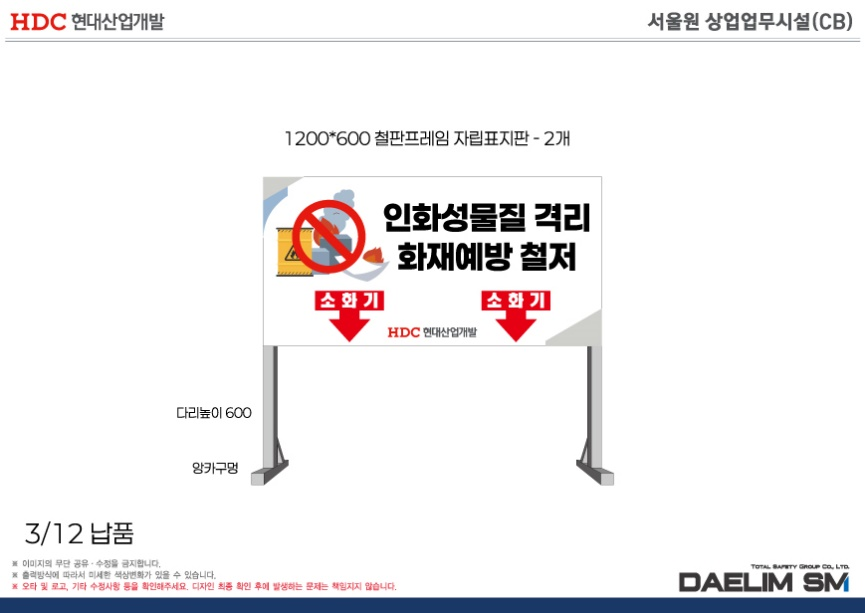 HDC 현대산업개발
서울원 상업업무시설(CB)
1200*600 철판프레임 자립표지판 - 2개
인화성물질 격리
화재예방 철저
소화기
소화기
HDC 현대산업개발
다리높이 600
앙카구멍
3/12 납품
※ 이미지의 무단 공유 · 수정을 금지합니다.
※ 출력방식에 따라서 미세한 색상변화가 있을 수 있습니다.
※ 오타 및 로고, 기타 수정사항 등을 확인해주세요. 디자인 최종 확인 후에 발생하는 문제는 책임지지 않습니다.
TOTAL SAFETY GROUP CO., LTD.
DAELIM SM